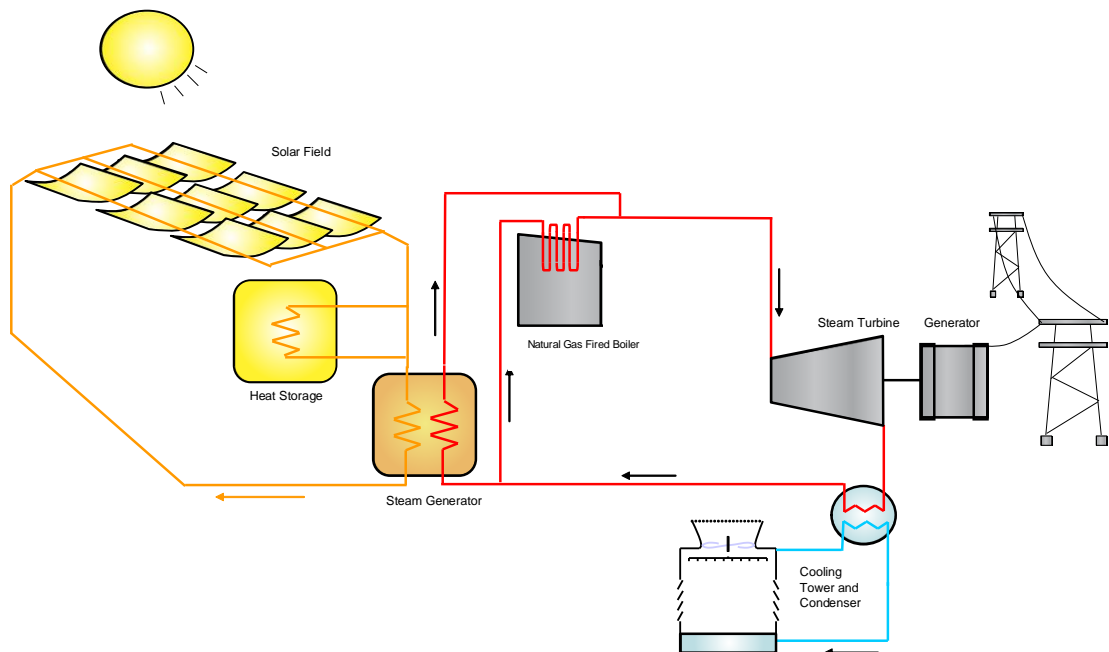 Solar Field
Natural Gas Fired Boiler
Steam Turbine
Generator
Heat Storage
Steam Generator
Cooling
Tower and
Condenser